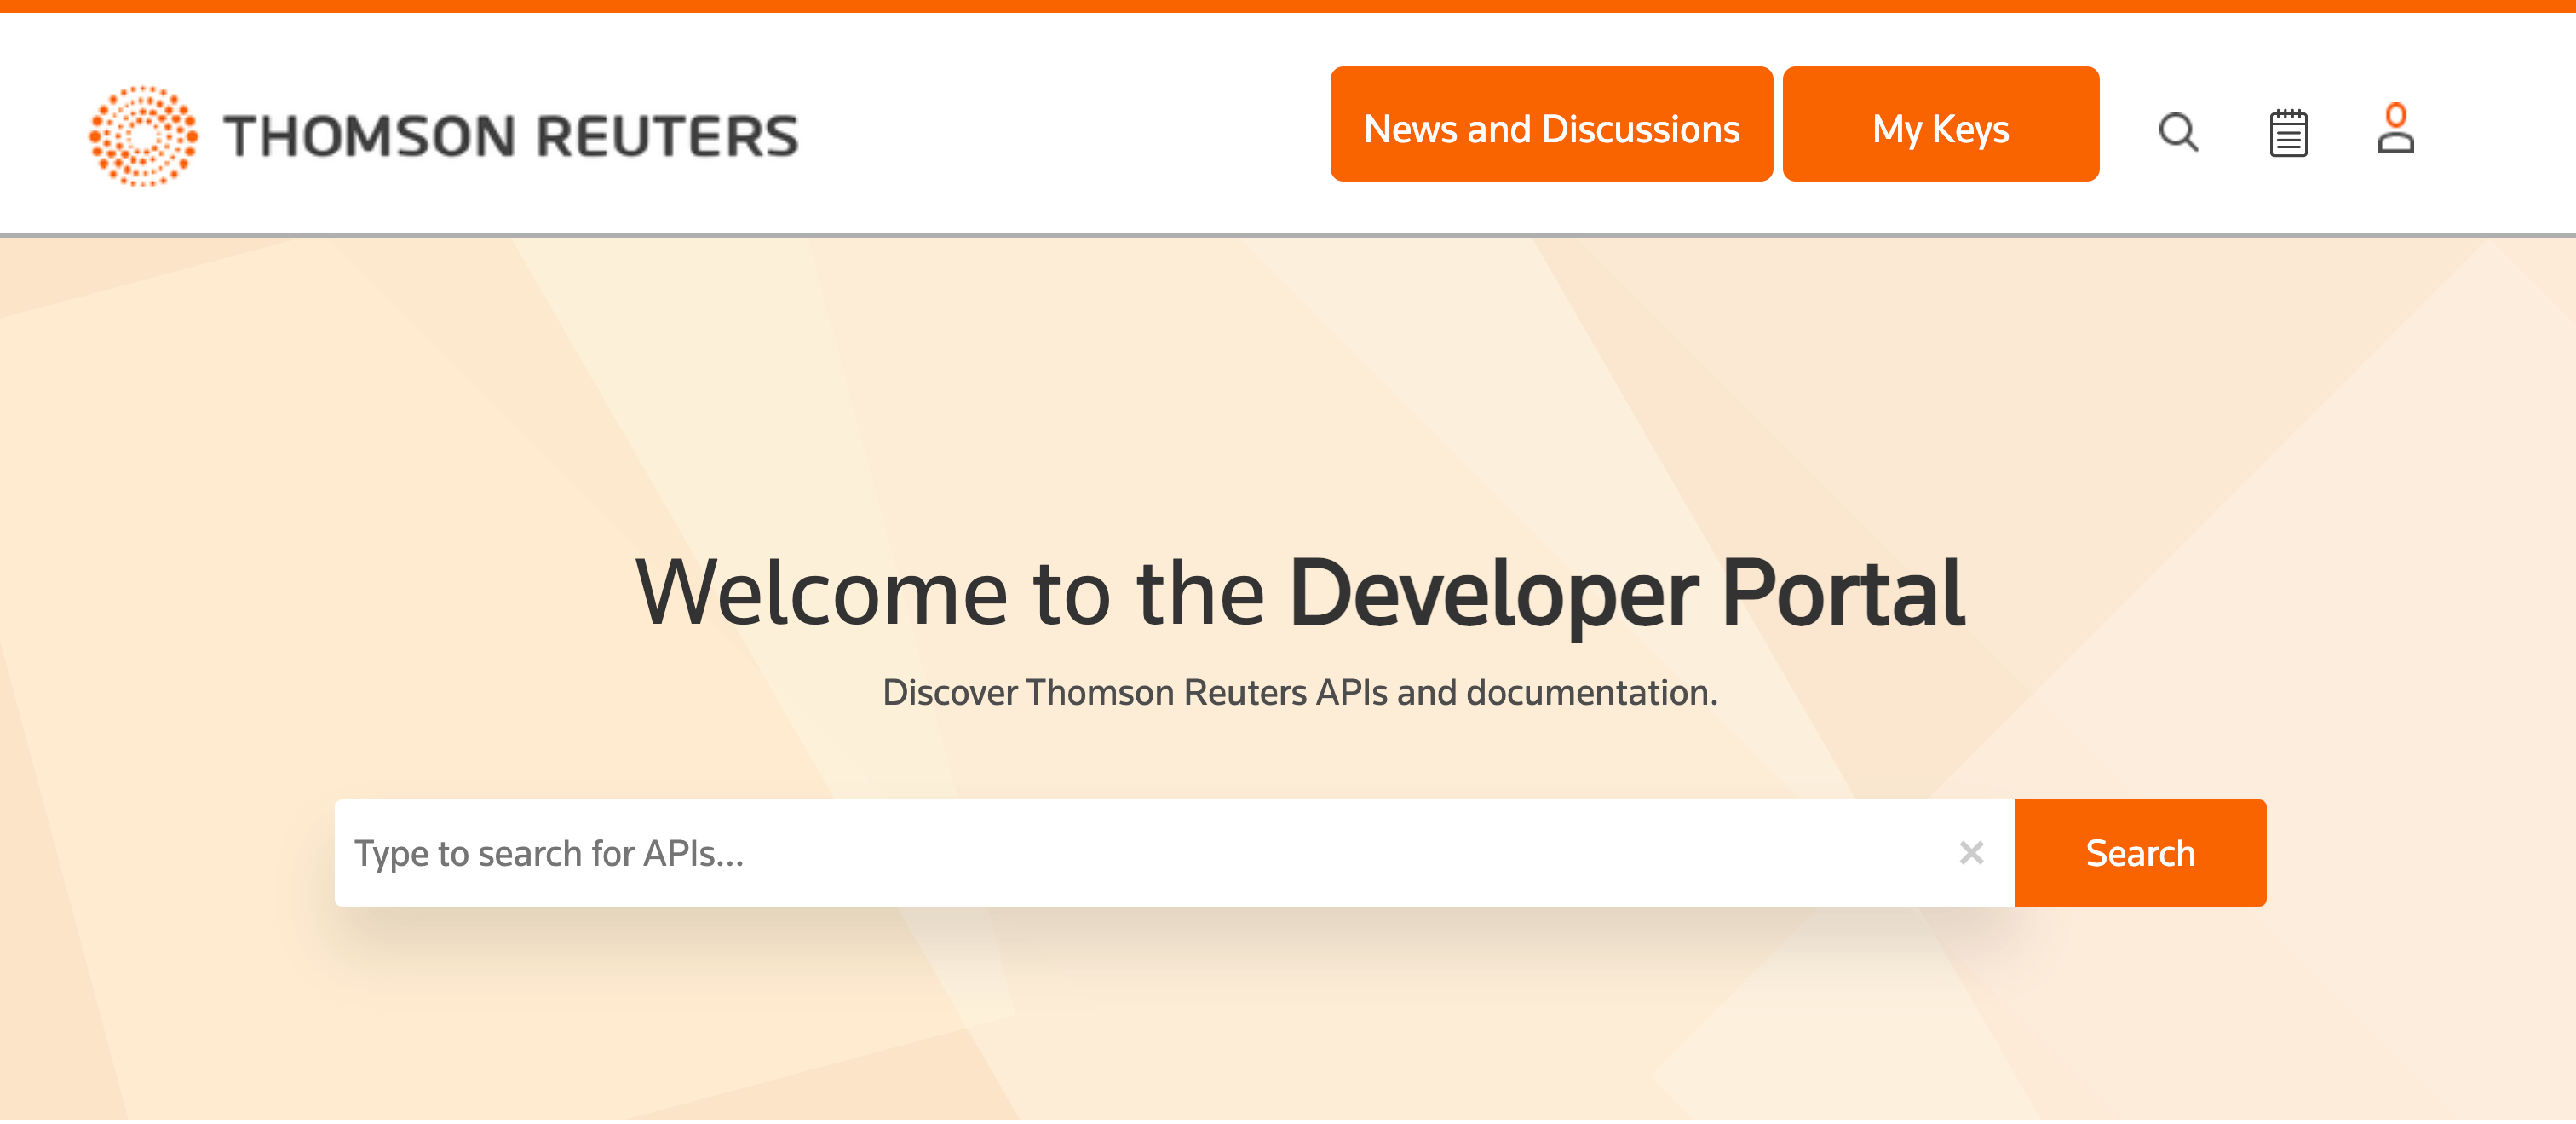 THOMSON REUTERS
News and Discussions
My Keys
Welcome to the Developer Portal
Discover Thomson Reuters APIs and documentation.
Type to search for APIs...
Search